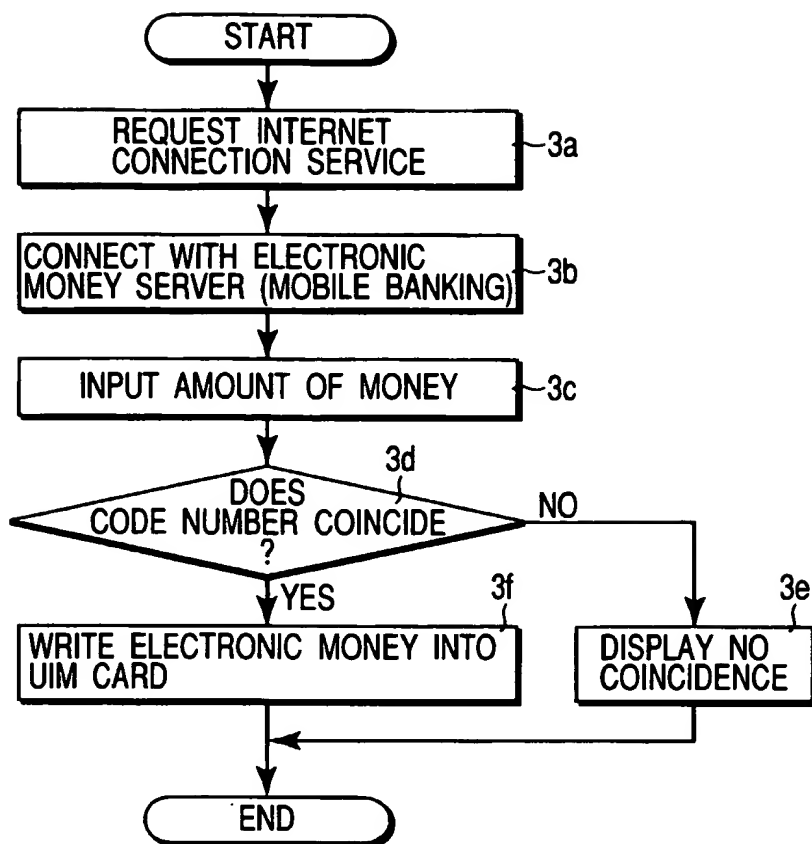 START
REQUEST INTERNET
CONNECTION SERVICE
3a
CONNECT WITH ELECTRONIC
MONEY SERVER (MOBILE BANKING)
3b
INPUT AMOUNT OF MONEY
3c
3d
DOES
CODE NUMBER COINCIDE
?
NO
YES
3f
WRITE ELECTRONIC MONEY INTO
UIM CARD
3e
DISPLAY NO
COINCIDENCE
END